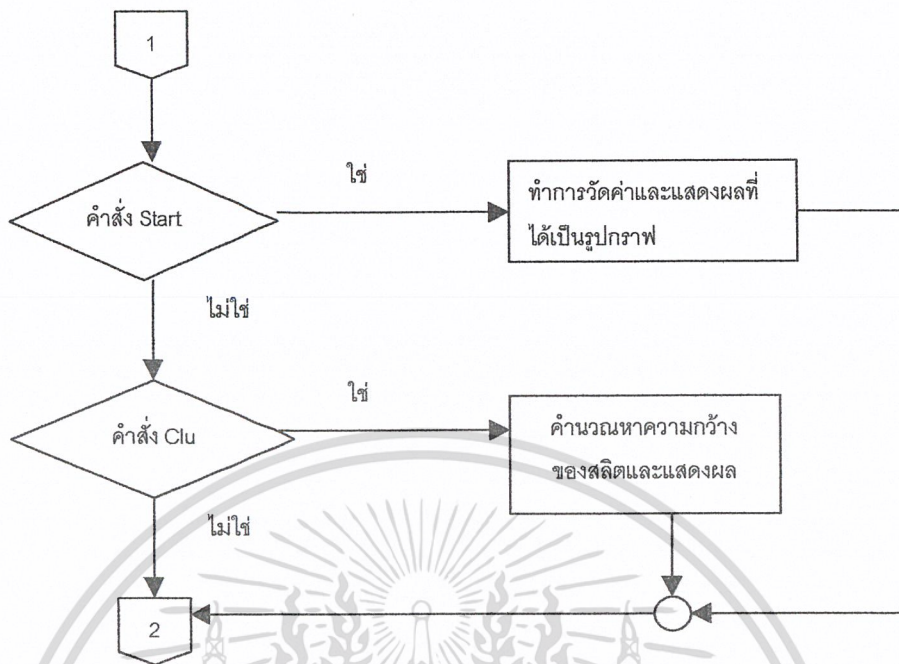 1
ใช่
คำสั่ง Start
ทำการวัดค่าและแสดงผลที่
ได้เป็นรูปกราฟ
ไม่ใช่
ใช่
คำสั่ง Clu
คำนวณหาความกว้าง
ของสลิตและแสดงผล
ไม่ใช่
2